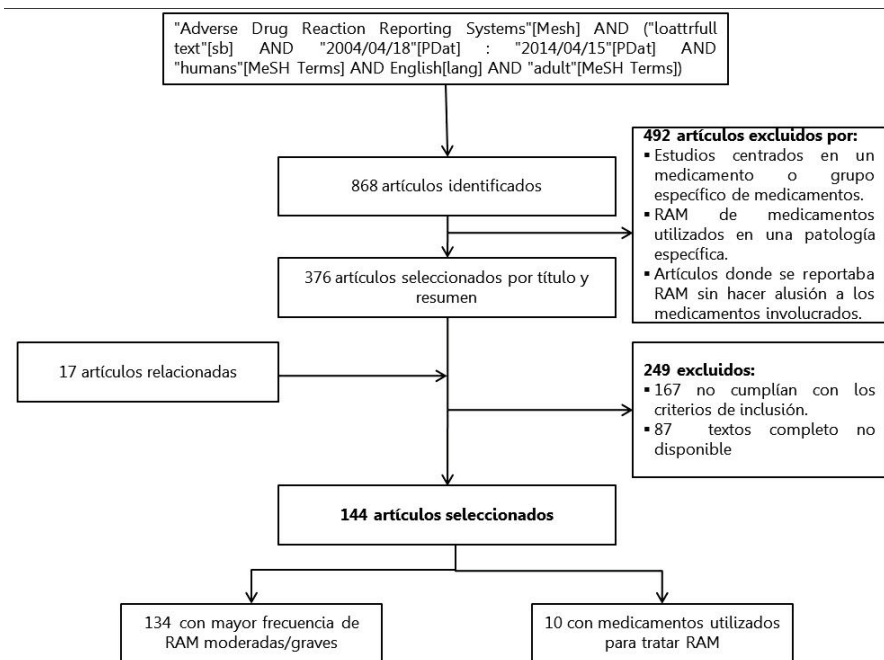 "Adverse Drug Reaction Reporting Systems"[Mesh] AND ("loattrfull
text"[sb] AND "2004/04/18"[PDat] : "2014/04/15"[PDat] AND
"humans"[MeSH Terms] AND English[lang] AND "adult"[MeSH Terms])
868 artículos identificados
492 artículos excluidos por:
▪ Estudios centrados en un
medicamento o grupo
específico de medicamentos.
▪ RAM de medicamentos
utilizados en una patología
específica.
▪ Artículos donde se reportaba
RAM sin hacer alusión a los
medicamentos involucrados.
376 artículos seleccionados por título y
resumen
17 artículos relacionadas
249 excluidos:
▪ 167 no cumplían con los
criterios de inclusión.
▪ 87 textos completo no
disponible
144 artículos seleccionados
134 con mayor frecuencia de
RAM moderadas/graves
10 con medicamentos utilizados
para tratar RAM